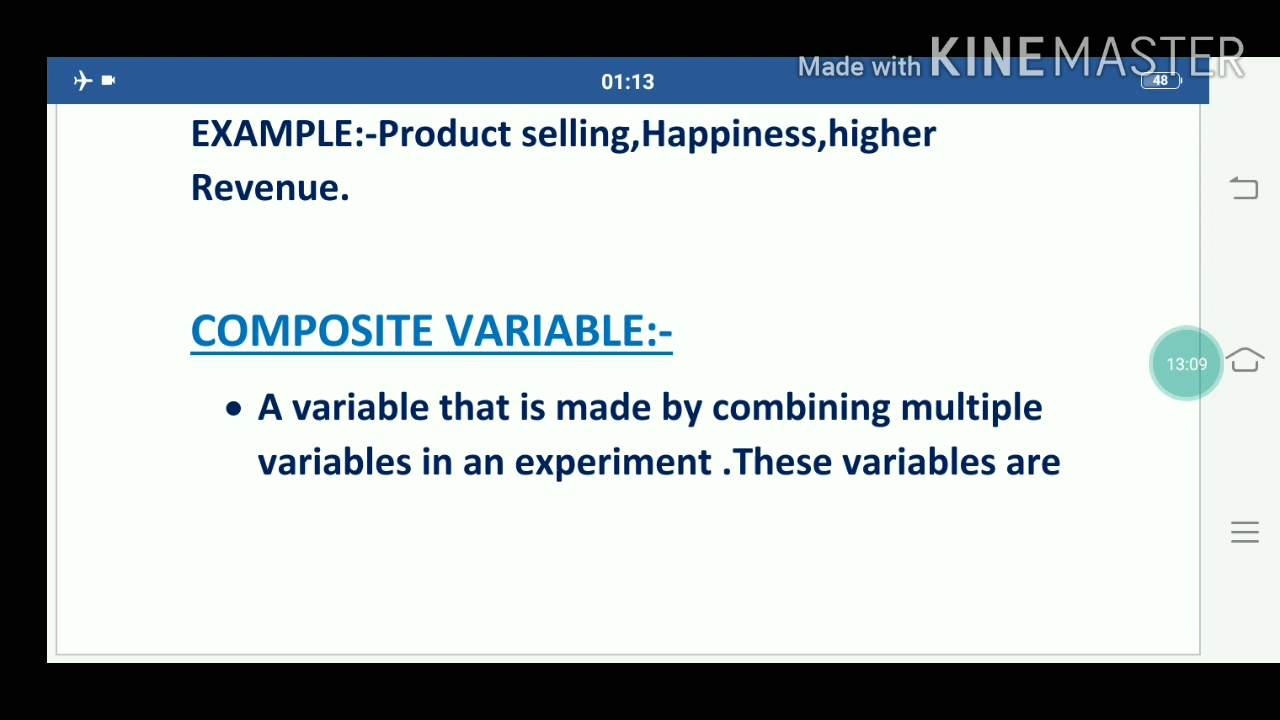 Made with KINEMASTER
01:13
48
EXAMPLE:-Product selling,Happiness,higher
Revenue.
COMPOSITE VARIABLE:-
13:09
• A variable that is made by combining multiple
variables in an experiment .These variables are